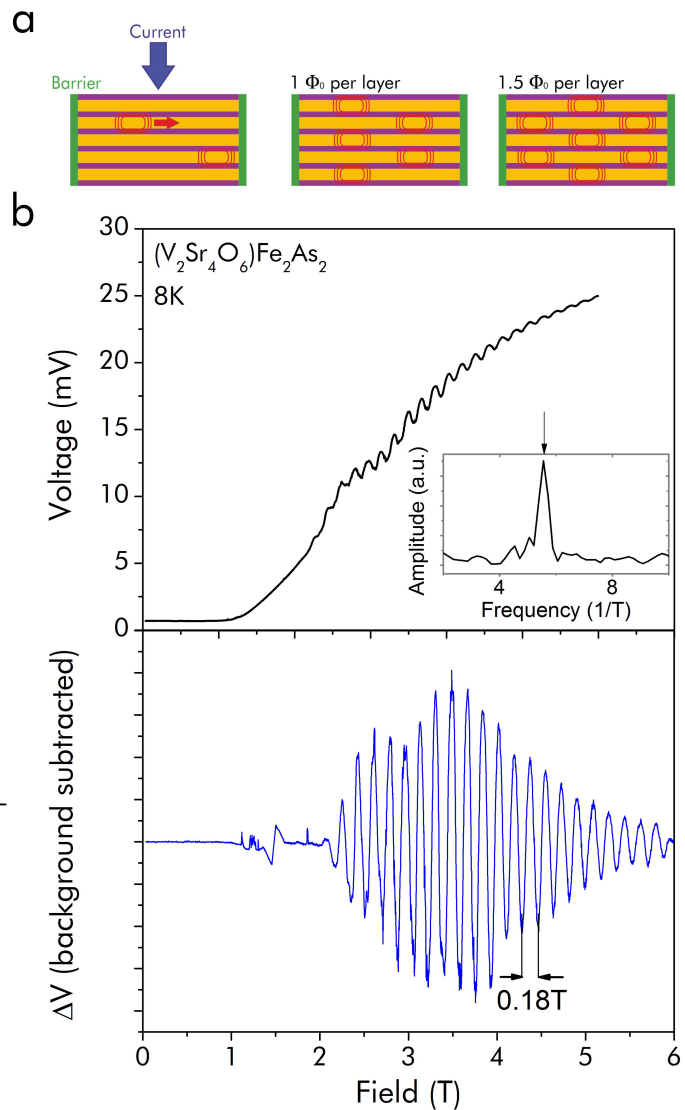 a
Current
Barrier
1 Φ₀ per layer
1.5 Φ₀ per layer
b
30
25
20
15
10
5
0
Voltage (mV)
(V₂Sr₄O₆)Fe₂As₂
8K
Amplitude (a.u.)
4 8
Frequency (1/T)
ΔV (background subtracted)
0.18T
0 1 2 3 4 5 6
Field (T)